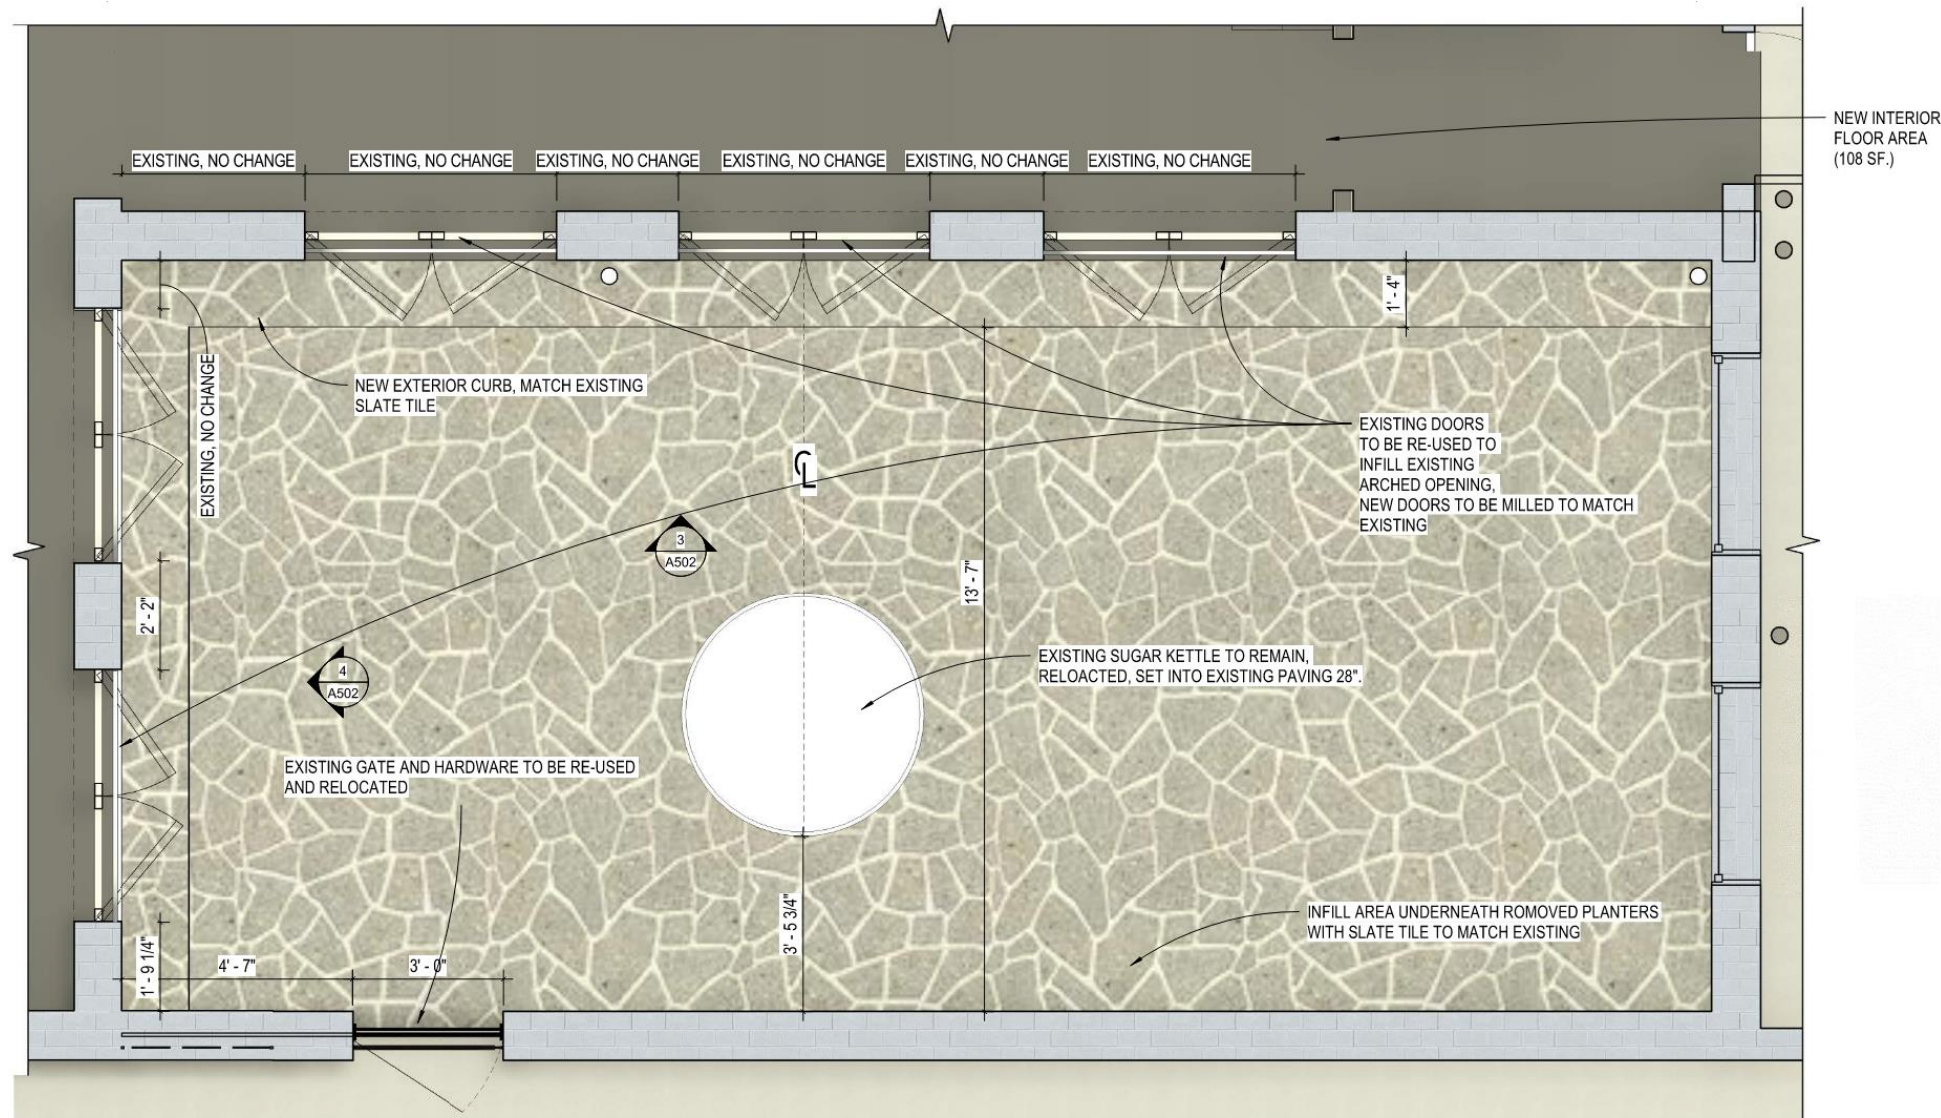 NEW INTERIOR
FLOOR AREA
(108 SF.)
EXISTING, NO CHANGE
EXISTING, NO CHANGE
EXISTING, NO CHANGE
EXISTING, NO CHANGE
EXISTING, NO CHANGE
EXISTING, NO CHANGE
1' - 4"
EXISTING, NO CHANGE
NEW EXTERIOR CURB, MATCH EXISTING
SLATE TILE
EXISTING DOORS
TO BE RE-USED TO
INFILL EXISTING
ARCHED OPENING,
NEW DOORS TO BE MILLED TO MATCH
EXISTING
CL
3
A502
13' - 7"
2' - 2"
4
A502
EXISTING SUGAR KETTLE TO REMAIN,
RELOACTED, SET INTO EXISTING PAVING 28".
EXISTING GATE AND HARDWARE TO BE RE-USED
AND RELOCATED
3' - 5 3/4"
INFILL AREA UNDERNEATH ROMOVED PLANTERS
WITH SLATE TILE TO MATCH EXISTING
1' - 9 1/4"
4' - 7"
3' - 0"